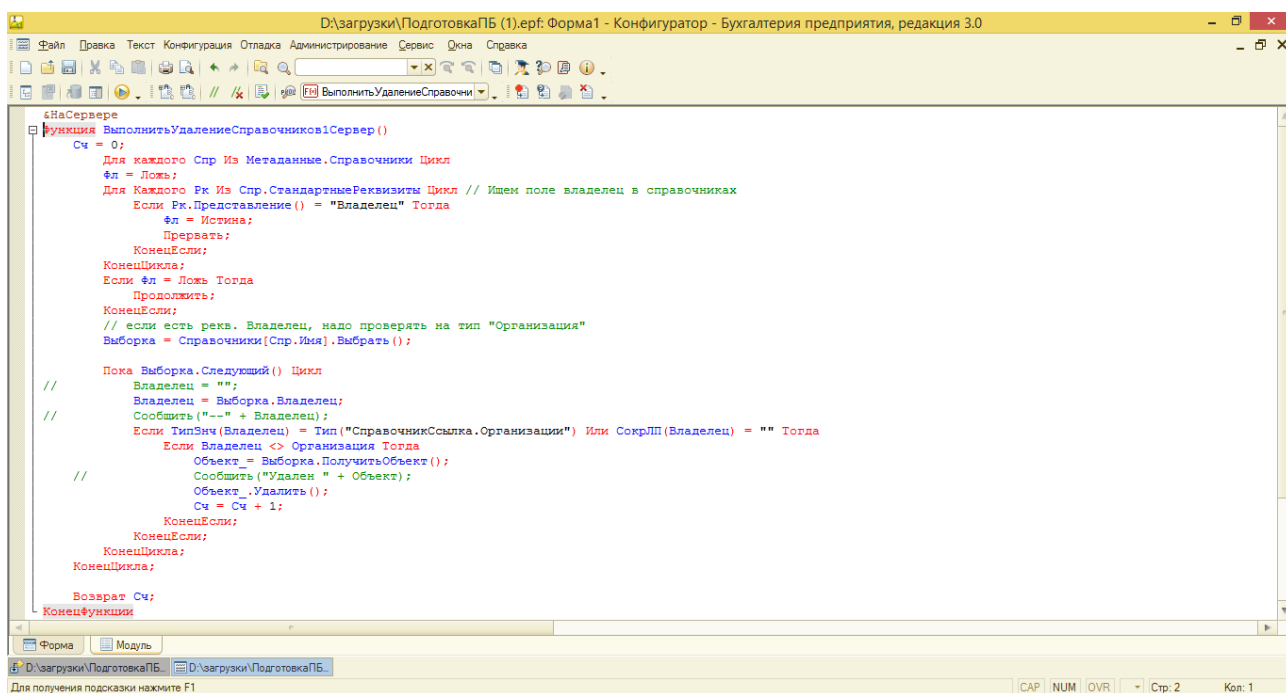 D:\загрузки\ПодготовкаПБ (1).epf: Форма1 - Конфигуратор - Бухгалтерия предприятия, редакция 3.0
Файл Правка Текст Конфигурация Отладка Администрирование Сервис Окна Справка
ВыполнитьУдалениеСправочни
&НаСервере
Функция ВыполнитьУдалениеСправочников1Сервер()
Сч = 0;
Для каждого Спр Из Метаданные.Справочники Цикл
Фл = Ложь;
Для Каждого Рк Из Спр.СтандартныеРеквизиты Цикл // Ищем поле владелец в справочниках
Если Рк.Представление() = "Владелец" Тогда
Фл = Истина;
Прервать;
КонецЕсли;
КонецЦикла;
Если Фл = Ложь Тогда
Продолжить;
КонецЕсли;
// если есть рекв. Владелец, надо проверять на тип "Организация"
Выборка = Справочники[Спр.Имя].Выбрать();
Пока Выборка.Следующий() Цикл
// Владелец = "";
Владелец = Выборка.Владелец;
// Сообщить("--" + Владелец);
Если ТипЗнч(Владелец) = Тип("СправочникСсылка.Организации") Или СокрЛП(Владелец) = "" Тогда
Если Владелец <> Организация Тогда
Объект_= Выборка.ПолучитьОбъект();
// Сообщить("Удален " + Объект);
Объект_.Удалить();
Сч = Сч + 1;
КонецЕсли;
КонецЕсли;
КонецЦикла;
КонецЦикла;
Возврат Сч;
КонецФункции
Форма Модуль
D:\загрузки\ПодготовкаПБ... D:\загрузки\ПодготовкаПБ...
Для получения подсказки нажмите F1 CAP NUM OVR Стр: 2 Кол: 1